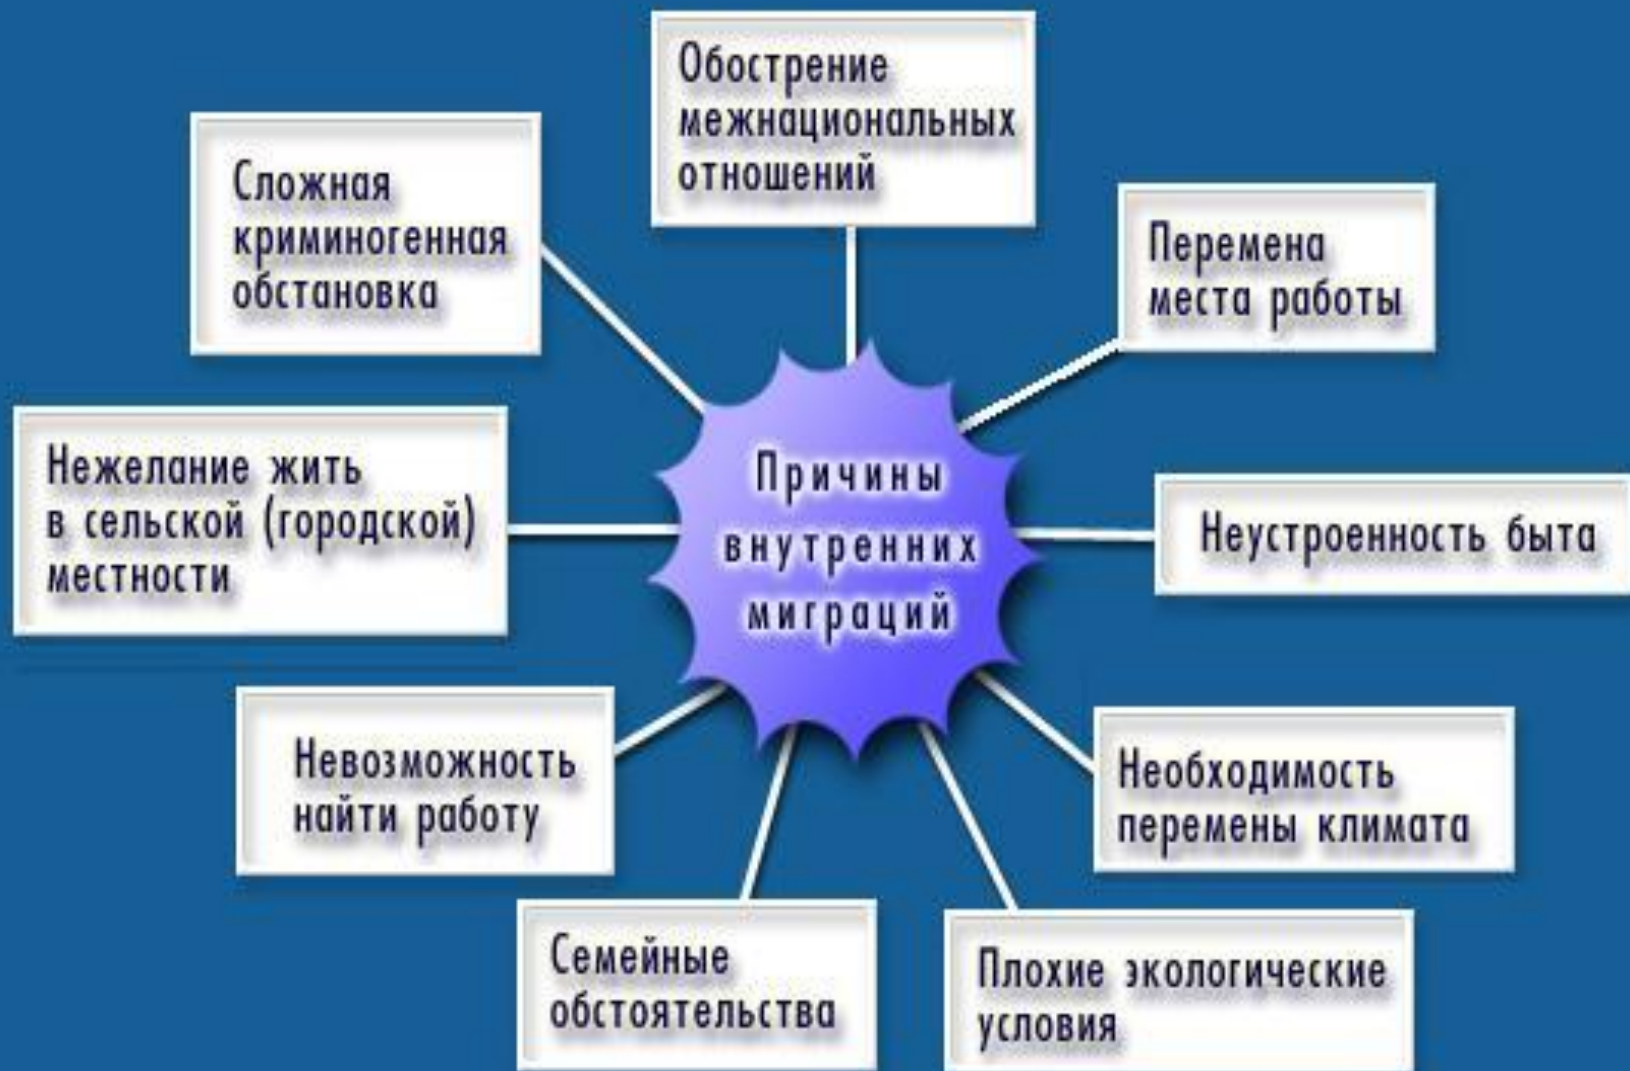 Обострение
межнациональных
отношений
Сложная
криминогенная
обстановка
Перемена
места работы
Нежелание жить
в сельской (городской)
местности
Причины
внутренних
миграций
Неустроенность быта
Невозможность
найти работу
Необходимость
перемены климата
Семейные
обстоятельства
Плохие экологические
условия